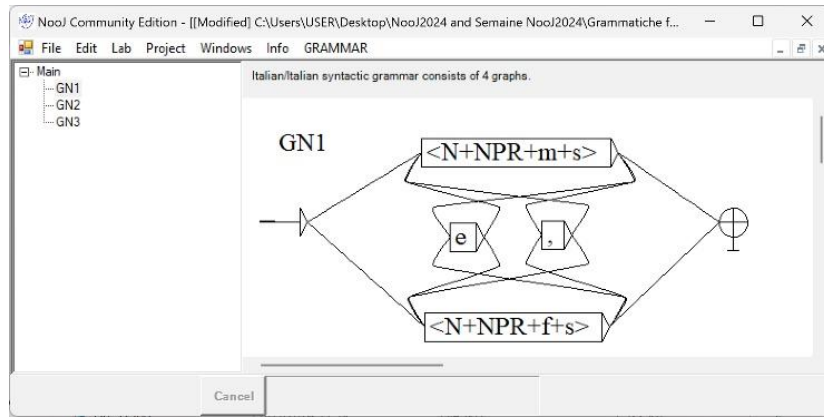 NooJ Community Edition - [[Modified] C:\Users\USER\Desktop\NooJ2024 and Semaine NooJ2024\Grammatiche f...
File Edit Lab Project Windows Info GRAMMAR
Main
GN1
GN2
GN3
Italian/Italian syntactic grammar consists of 4 graphs.
GN1
<N+NPR+m+s>
e ,
<N+NPR+f+s>
Cancel